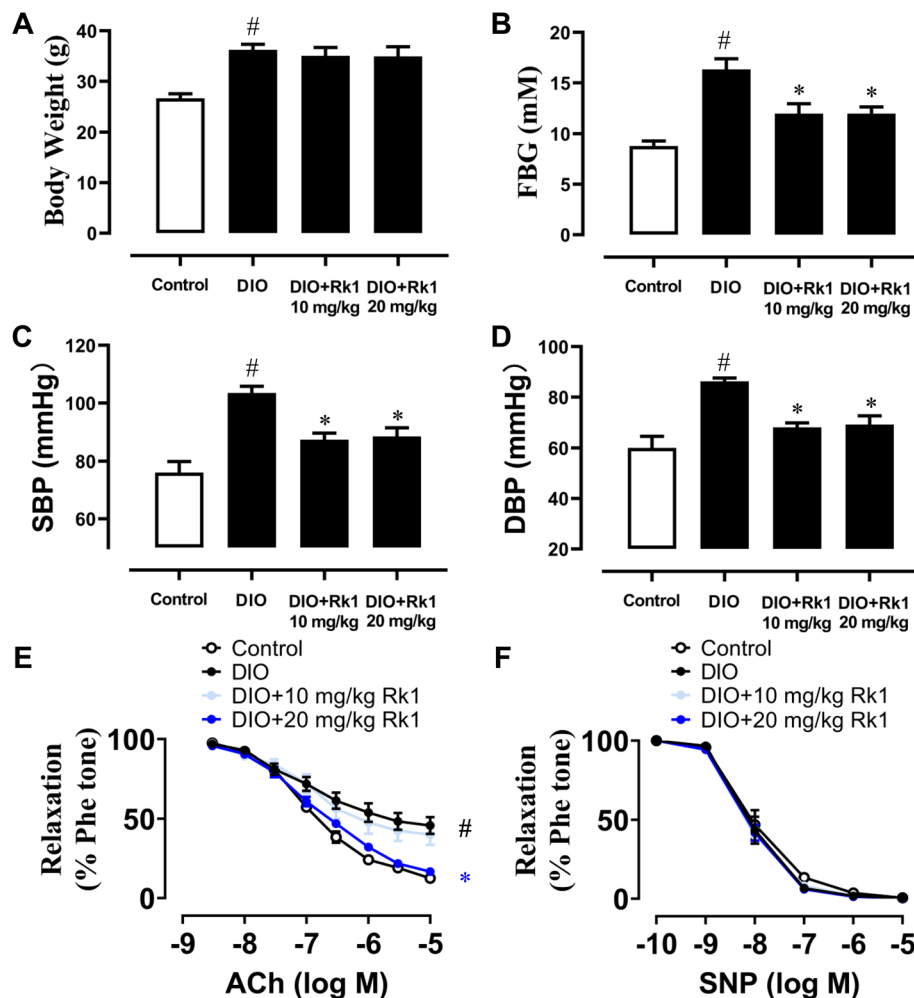 A
Body Weight (g)
50
40
30
20
10
0
#
Control
DIO
DIO+Rk1
10 mg/kg
DIO+Rk1
20 mg/kg
B
FBG (mM)
20
15
10
5
0
#
*
*
Control
DIO
DIO+Rk1
10 mg/kg
DIO+Rk1
20 mg/kg
C
SBP (mmHg)
120
100
80
60
#
*
*
Control
DIO
DIO+Rk1
10 mg/kg
DIO+Rk1
20 mg/kg
D
DBP (mmHg)
100
80
60
40
20
#
*
*
Control
DIO
DIO+Rk1
10 mg/kg
DIO+Rk1
20 mg/kg
E
Control
DIO
DIO+10 mg/kg Rk1
DIO+20 mg/kg Rk1
Relaxation
(% Phe tone)
100
50
0
#
*
-9
-8
-7
-6
-5
ACh (log M)
F
Control
DIO
DIO+10 mg/kg Rk1
DIO+20 mg/kg Rk1
Relaxation
(% Phe tone)
100
50
0
-10
-9
-8
-7
-6
-5
SNP (log M)